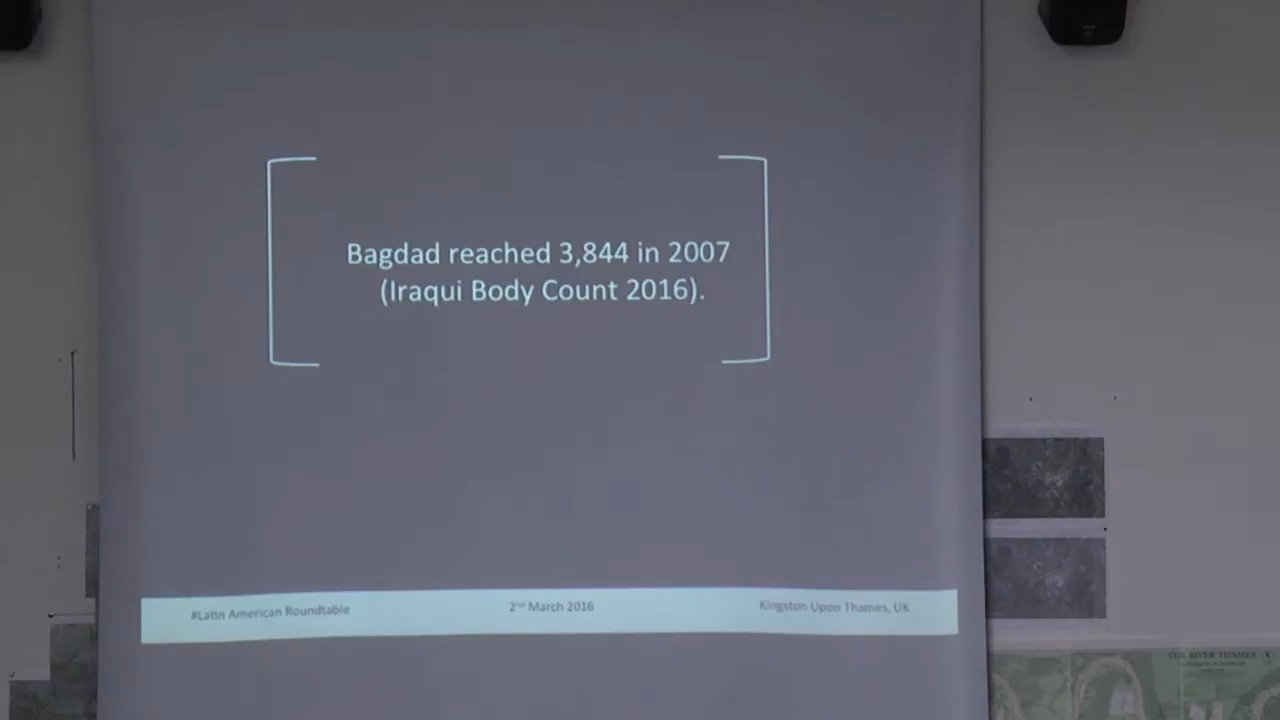 Bagdad reached 3,844 in 2007
(Iraqui Body Count 2016).
#Latin American Roundtable
2nd March 2016
Kingston Upon Thames, UK
THE RIVER THAMES